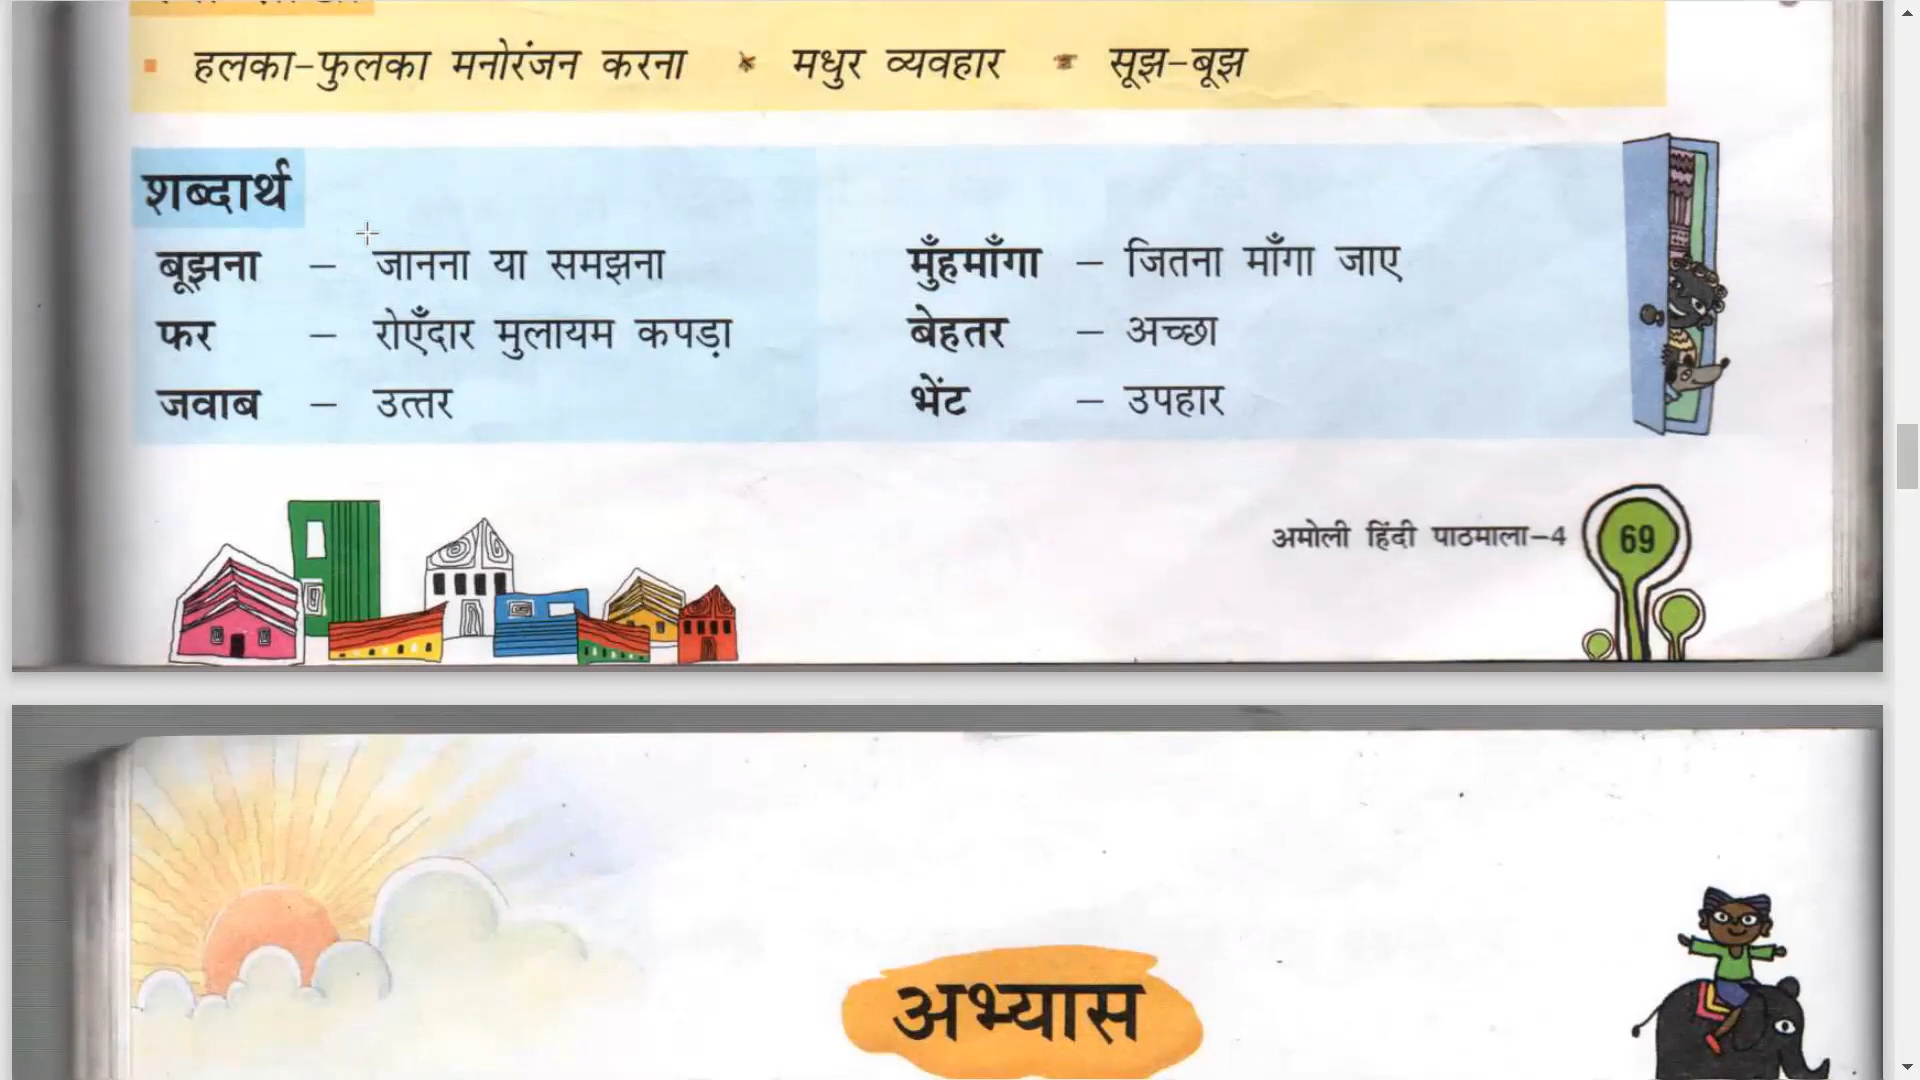 ▪ हलका-फुलका मनोरंजन करना ▪ मधुर व्यवहार ▪ सूझ-बूझ
शब्दार्थ
बूझना – जानना या समझना
फर – रोएँदार मुलायम कपड़ा
जवाब – उत्तर
मुँहमाँगा – जितना माँगा जाए
बेहतर – अच्छा
भेंट – उपहार
अमोली हिंदी पाठमाला-4 69
अभ्यास